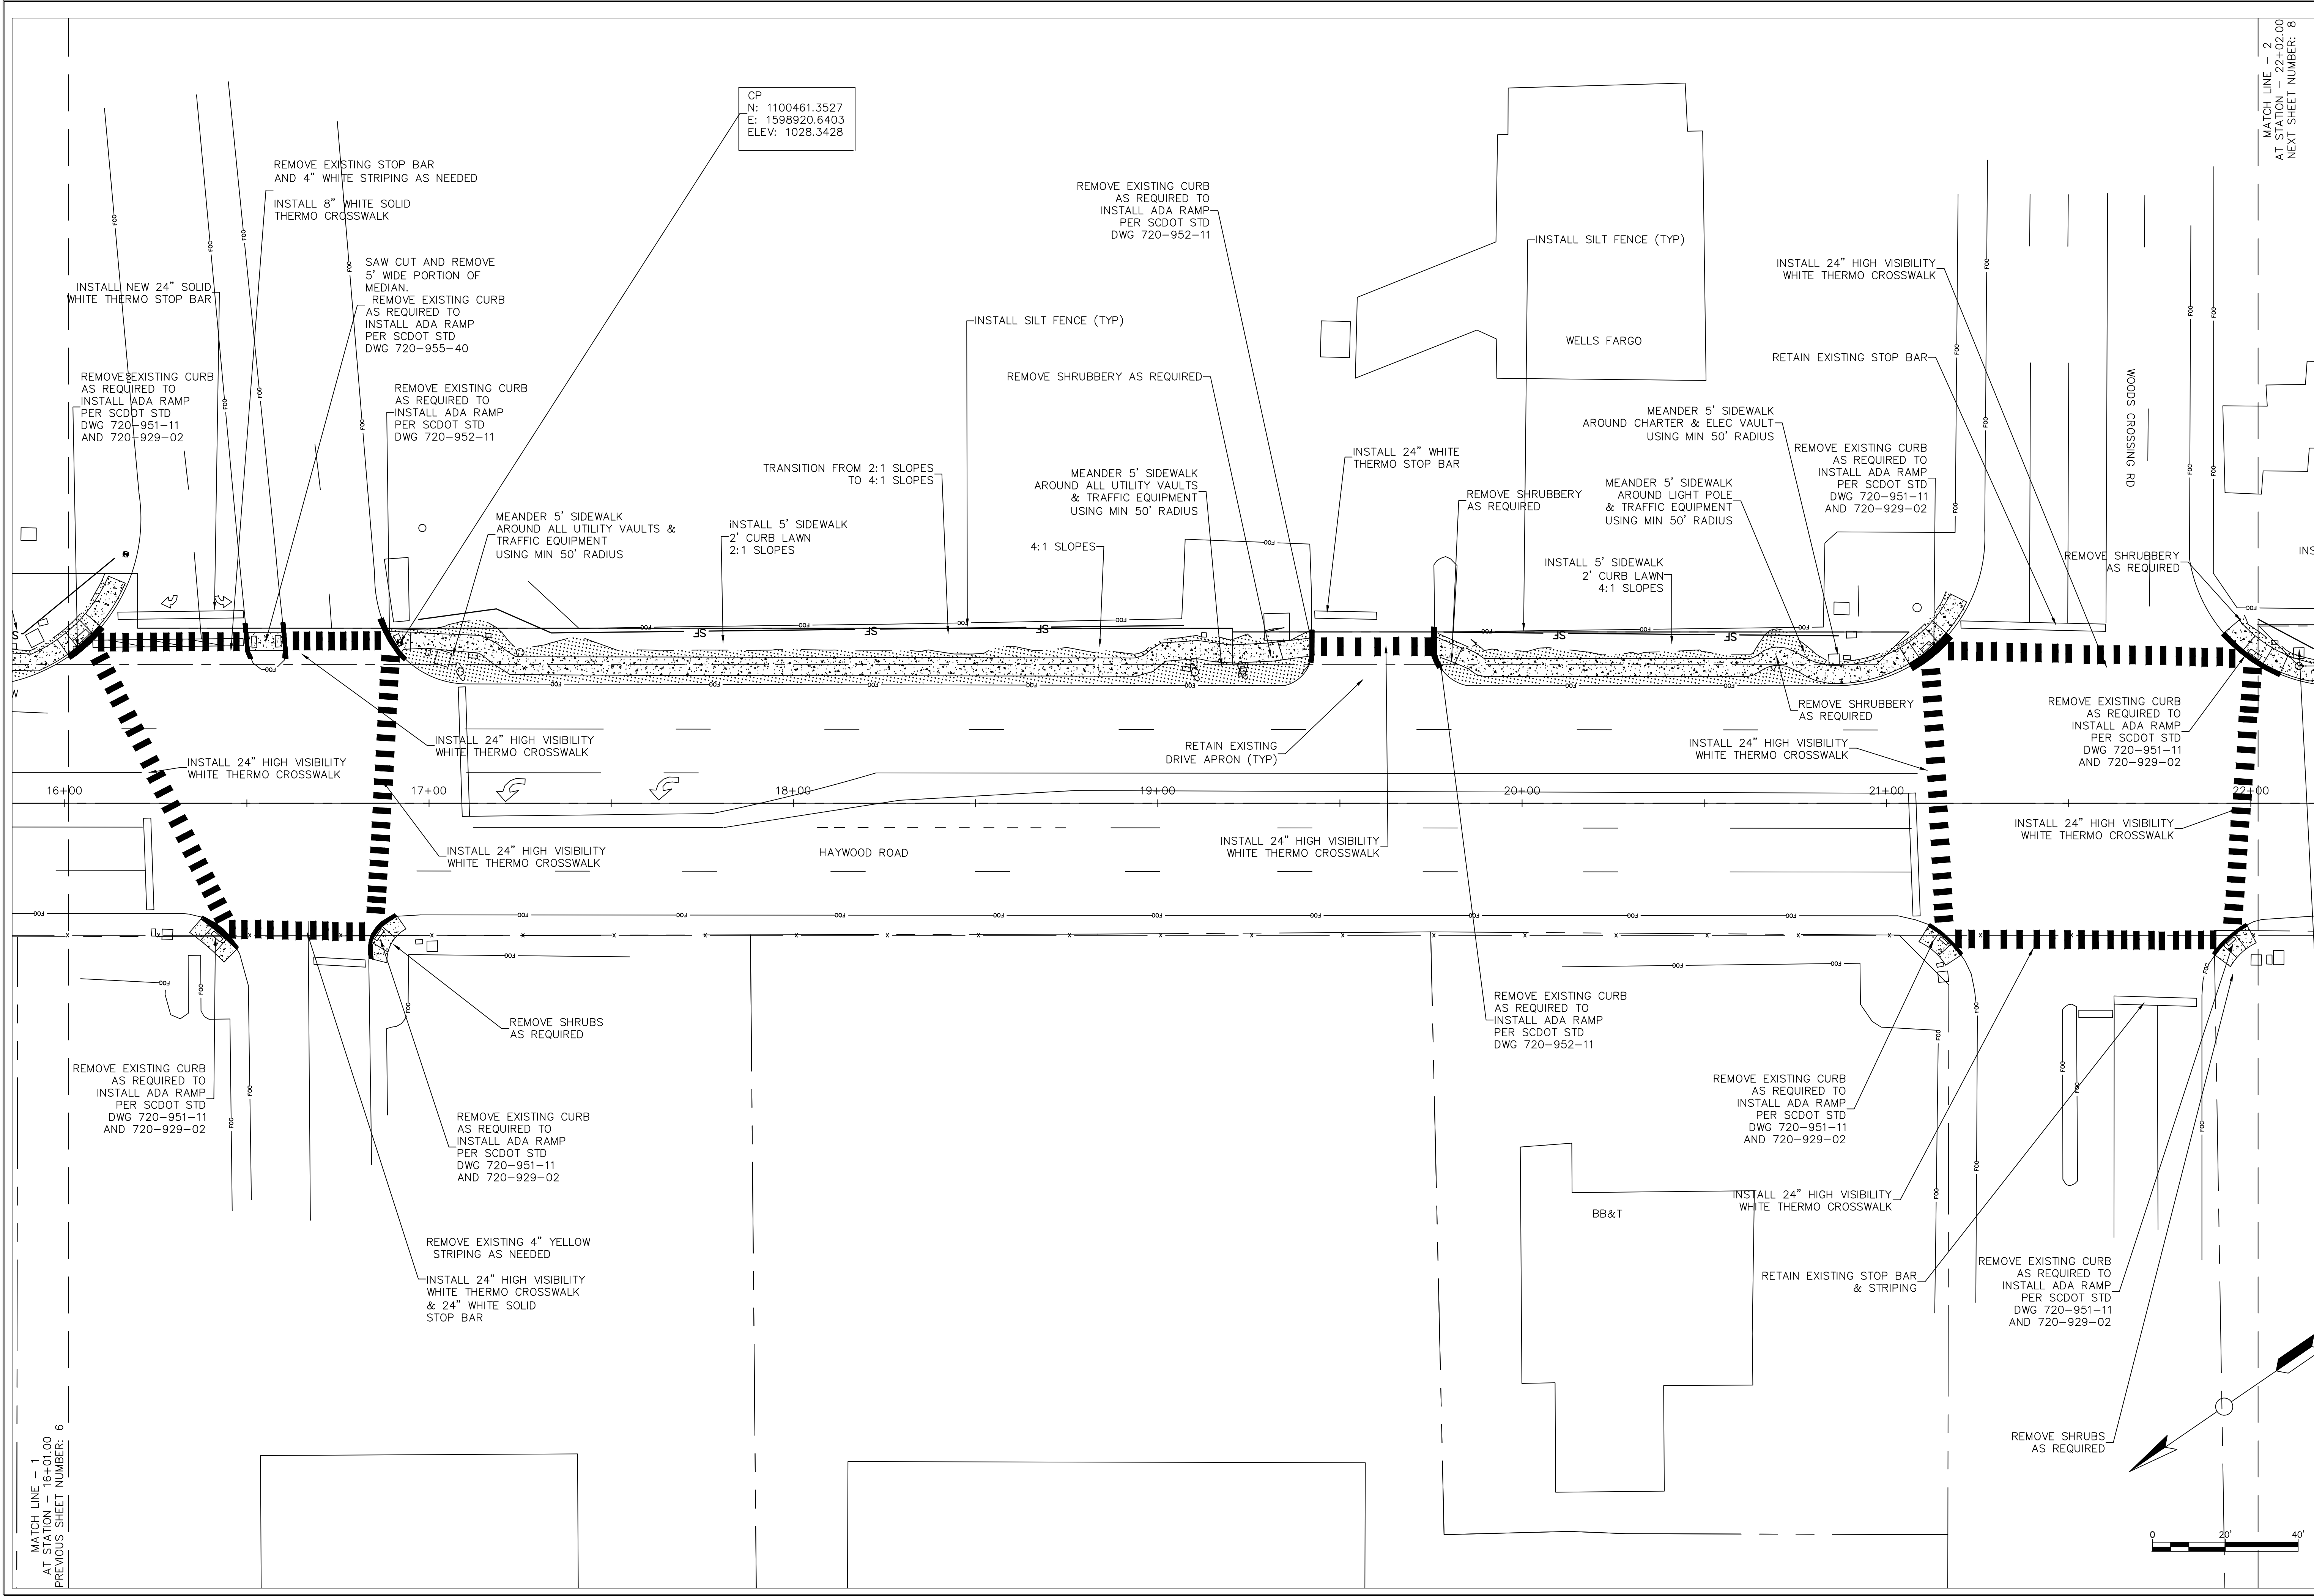 MATCH LINE - 2
AT STATION - 22+02.00
NEXT SHEET NUMBER: 8
CP
N: 1100461.3527
E: 1598920.6403
ELEV: 1028.3428
REMOVE EXISTING STOP BAR
AND 4" WHITE STRIPING AS NEEDED
INSTALL 8" WHITE SOLID
THERMO CROSSWALK
REMOVE EXISTING CURB
AS REQUIRED TO
INSTALL ADA RAMP
PER SCDOT STD
DWG 720-952-11
INSTALL SILT FENCE (TYP)
INSTALL 24" HIGH VISIBILITY
WHITE THERMO CROSSWALK
SAW CUT AND REMOVE
5' WIDE PORTION OF
MEDIAN.
REMOVE EXISTING CURB
AS REQUIRED TO
INSTALL ADA RAMP
PER SCDOT STD
DWG 720-955-40
INSTALL NEW 24" SOLID
WHITE THERMO STOP BAR
INSTALL SILT FENCE (TYP)
WELLS FARGO
RETAIN EXISTING STOP BAR
WOODS CROSSING RD
REMOVE EXISTING CURB
AS REQUIRED TO
INSTALL ADA RAMP
PER SCDOT STD
DWG 720-951-11
AND 720-929-02
REMOVE EXISTING CURB
AS REQUIRED TO
INSTALL ADA RAMP
PER SCDOT STD
DWG 720-952-11
REMOVE SHRUBBERY AS REQUIRED
MEANDER 5' SIDEWALK
AROUND CHARTER & ELEC VAULT
USING MIN 50' RADIUS
REMOVE EXISTING CURB
AS REQUIRED TO
INSTALL ADA RAMP
PER SCDOT STD
DWG 720-951-11
AND 720-929-02
TRANSITION FROM 2:1 SLOPES
TO 4:1 SLOPES
MEANDER 5' SIDEWALK
AROUND ALL UTILITY VAULTS
& TRAFFIC EQUIPMENT
USING MIN 50' RADIUS
INSTALL 24" WHITE
THERMO STOP BAR
REMOVE SHRUBBERY
AS REQUIRED
MEANDER 5' SIDEWALK
AROUND LIGHT POLE
& TRAFFIC EQUIPMENT
USING MIN 50' RADIUS
MEANDER 5' SIDEWALK
AROUND ALL UTILITY VAULTS &
TRAFFIC EQUIPMENT
USING MIN 50' RADIUS
iNSTALL 5' SIDEWALK
2' CURB LAWN
2:1 SLOPES
4:1 SLOPES
INSTALL 5' SIDEWALK
2' CURB LAWN
4:1 SLOPES
REMOVE SHRUBBERY
AS REQUIRED
INS
SF
SF
SF
SF
SF
S
W
FOO
FOO
FOO
FOO
FOO
FOO
REMOVE SHRUBBERY
AS REQUIRED
REMOVE EXISTING CURB
AS REQUIRED TO
INSTALL ADA RAMP
PER SCDOT STD
DWG 720-951-11
AND 720-929-02
INSTALL 24" HIGH VISIBILITY
WHITE THERMO CROSSWALK
INSTALL 24" HIGH VISIBILITY
WHITE THERMO CROSSWALK
RETAIN EXISTING
DRIVE APRON (TYP)
INSTALL 24" HIGH VISIBILITY
WHITE THERMO CROSSWALK
16+00
17+00
18+00
19+00
20+00
21+00
22+00
INSTALL 24" HIGH VISIBILITY
WHITE THERMO CROSSWALK
HAYWOOD ROAD
INSTALL 24" HIGH VISIBILITY
WHITE THERMO CROSSWALK
INSTALL 24" HIGH VISIBILITY
WHITE THERMO CROSSWALK
REMOVE SHRUBS
AS REQUIRED
REMOVE EXISTING CURB
AS REQUIRED TO
INSTALL ADA RAMP
PER SCDOT STD
DWG 720-952-11
REMOVE EXISTING CURB
AS REQUIRED TO
INSTALL ADA RAMP
PER SCDOT STD
DWG 720-951-11
AND 720-929-02
REMOVE EXISTING CURB
AS REQUIRED TO
INSTALL ADA RAMP
PER SCDOT STD
DWG 720-951-11
AND 720-929-02
REMOVE EXISTING CURB
AS REQUIRED TO
INSTALL ADA RAMP
PER SCDOT STD
DWG 720-951-11
AND 720-929-02
BB&T
INSTALL 24" HIGH VISIBILITY
WHITE THERMO CROSSWALK
REMOVE EXISTING 4" YELLOW
STRIPING AS NEEDED
INSTALL 24" HIGH VISIBILITY
WHITE THERMO CROSSWALK
& 24" WHITE SOLID
STOP BAR
RETAIN EXISTING STOP BAR
& STRIPING
REMOVE EXISTING CURB
AS REQUIRED TO
INSTALL ADA RAMP
PER SCDOT STD
DWG 720-951-11
AND 720-929-02
REMOVE SHRUBS
AS REQUIRED
MATCH LINE - 1
AT STATION - 16+01.00
PREVIOUS SHEET NUMBER: 6
0 20' 40'